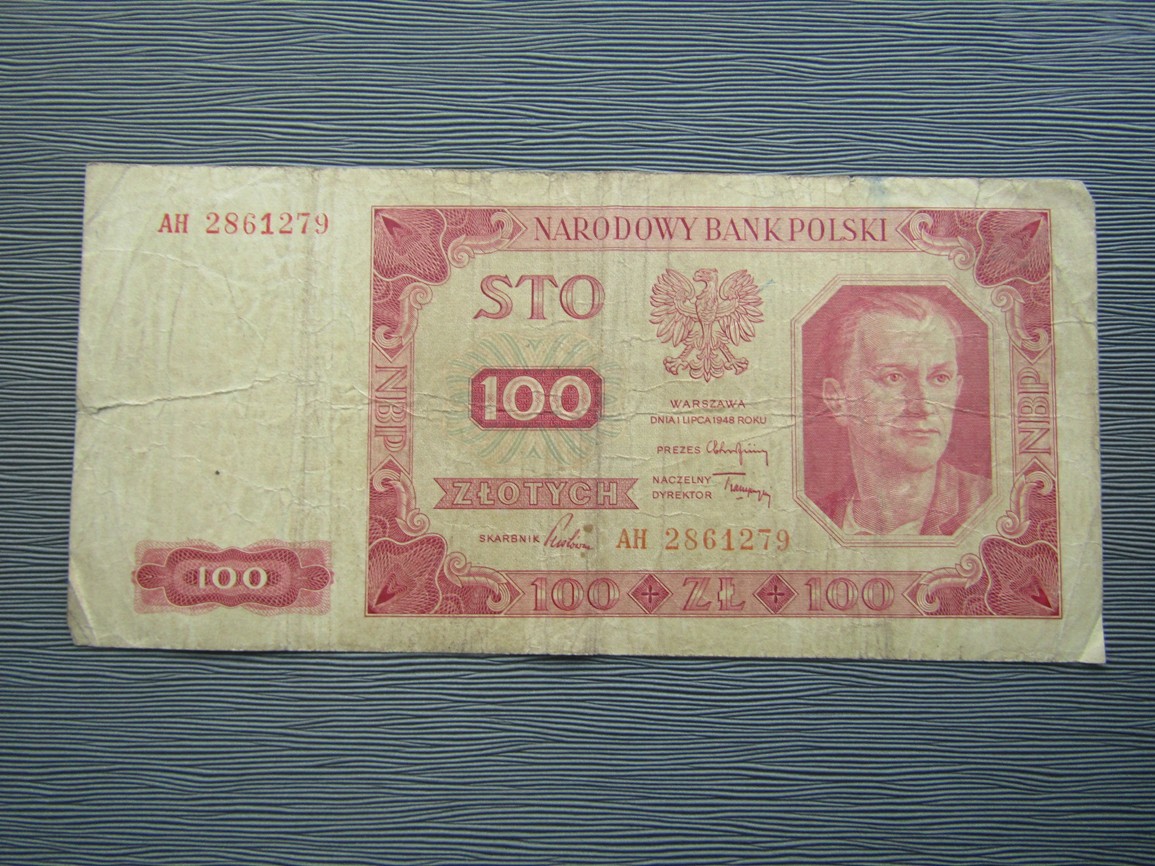 AH 2861279
NARODOWY BANK POLSKI
STO
100
ZŁOTYCH
WARSZAWA
DNIA 1 LIPCA 1948 ROKU
PREZES
NACZELNY
DYREKTOR
SKARBNIK
AH 2861279
NBP
NBP
100
100 + ZŁ + 100